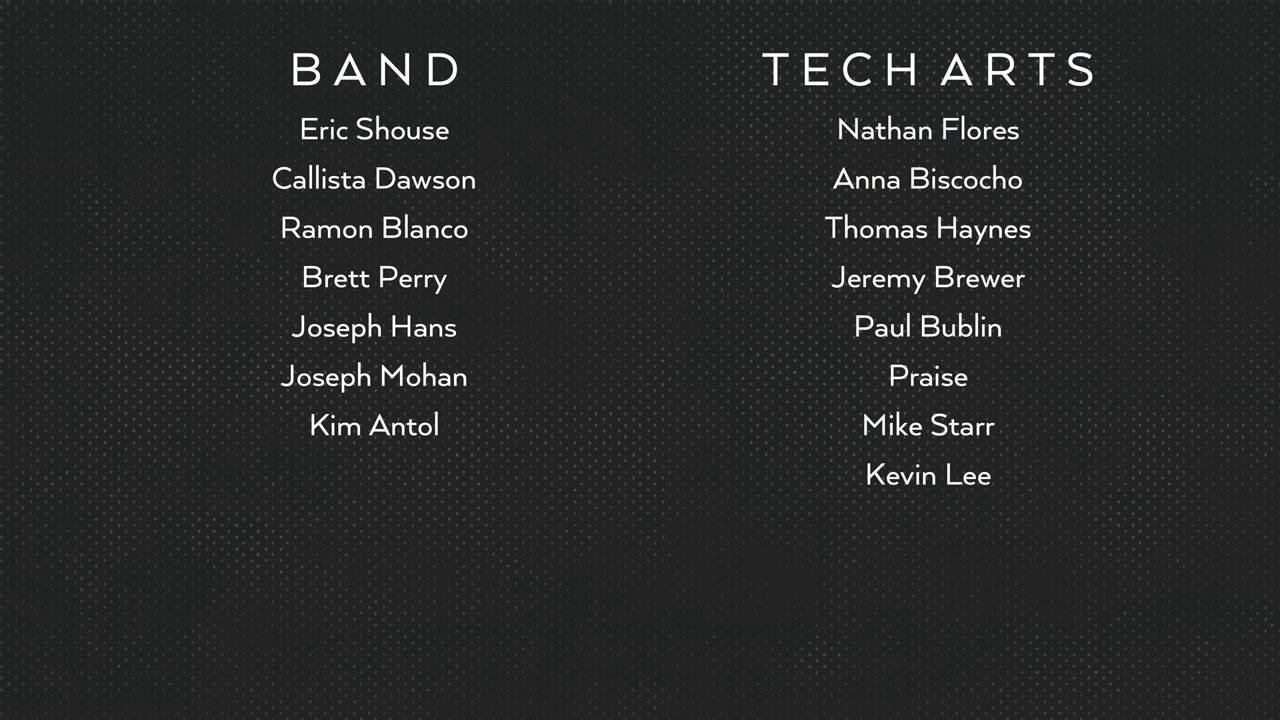 BAND
Eric Shouse
Callista Dawson
Ramon Blanco
Brett Perry
Joseph Hans
Joseph Mohan
Kim Antol
TECH ARTS
Nathan Flores
Anna Biscocho
Thomas Haynes
Jeremy Brewer
Paul Bublin
Praise
Mike Starr
Kevin Lee